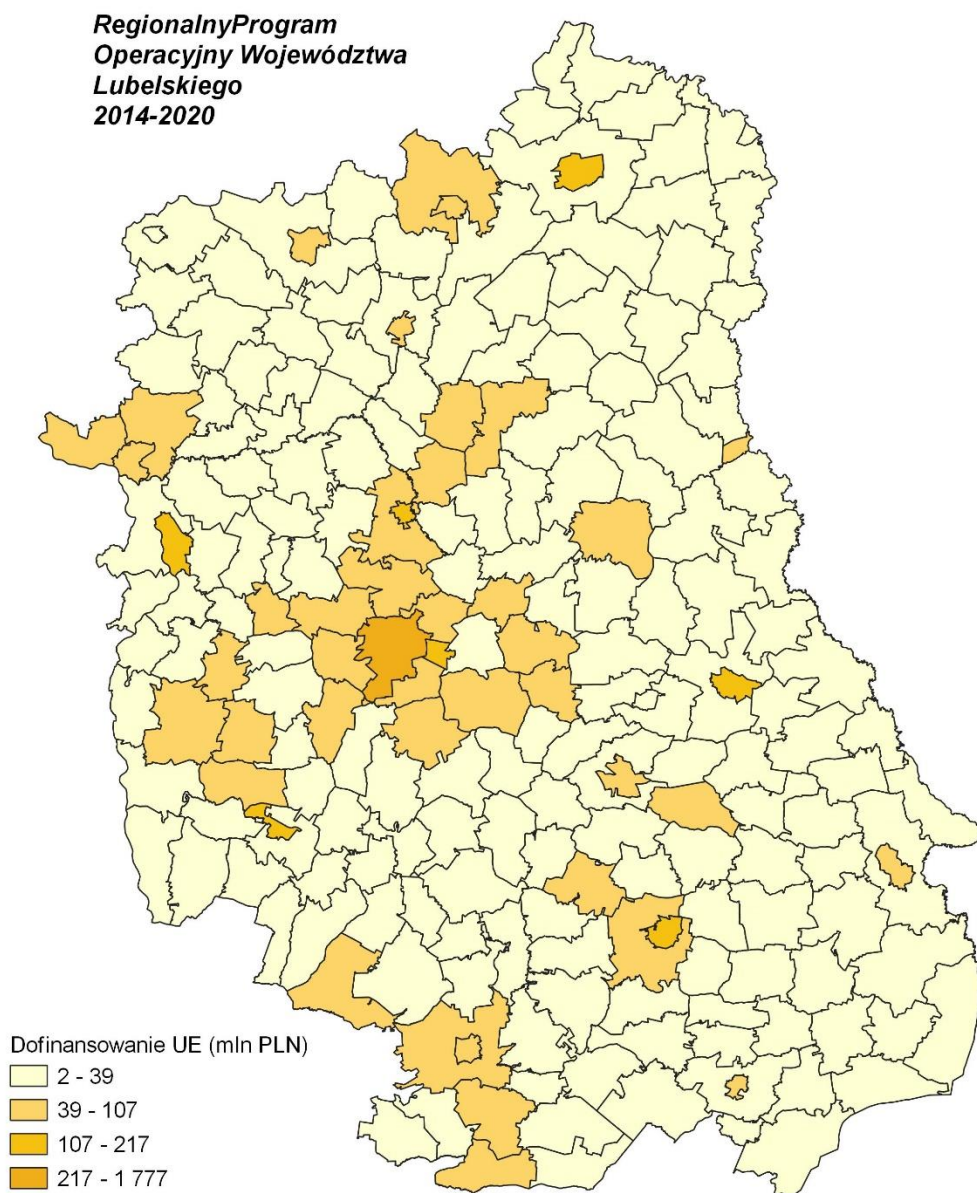 RegionalnyProgram
Operacyjny Województwa
Lubelskiego
2014-2020
Dofinansowanie UE (mln PLN)
2 - 39
39 - 107
107 - 217
217 - 1 777